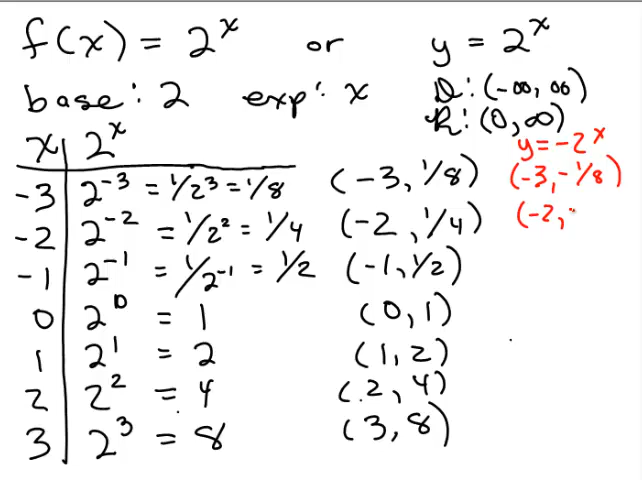 f(x) = 2^x or y = 2^x
base: 2 exp: x D: (-∞, ∞)
R: (0, ∞)
x | 2^x y = -2^x
-3 | 2^-3 = 1/2^3 = 1/8 (-3, 1/8) (-3, -1/8)
-2 | 2^-2 = 1/2^2 = 1/4 (-2, 1/4) (-2,
-1 | 2^-1 = 1/2^-1 = 1/2 (-1, 1/2)
0 | 2^0 = 1 (0, 1)
1 | 2^1 = 2 (1, 2)
2 | 2^2 = 4 (2, 4)
3 | 2^3 = 8 (3, 8)